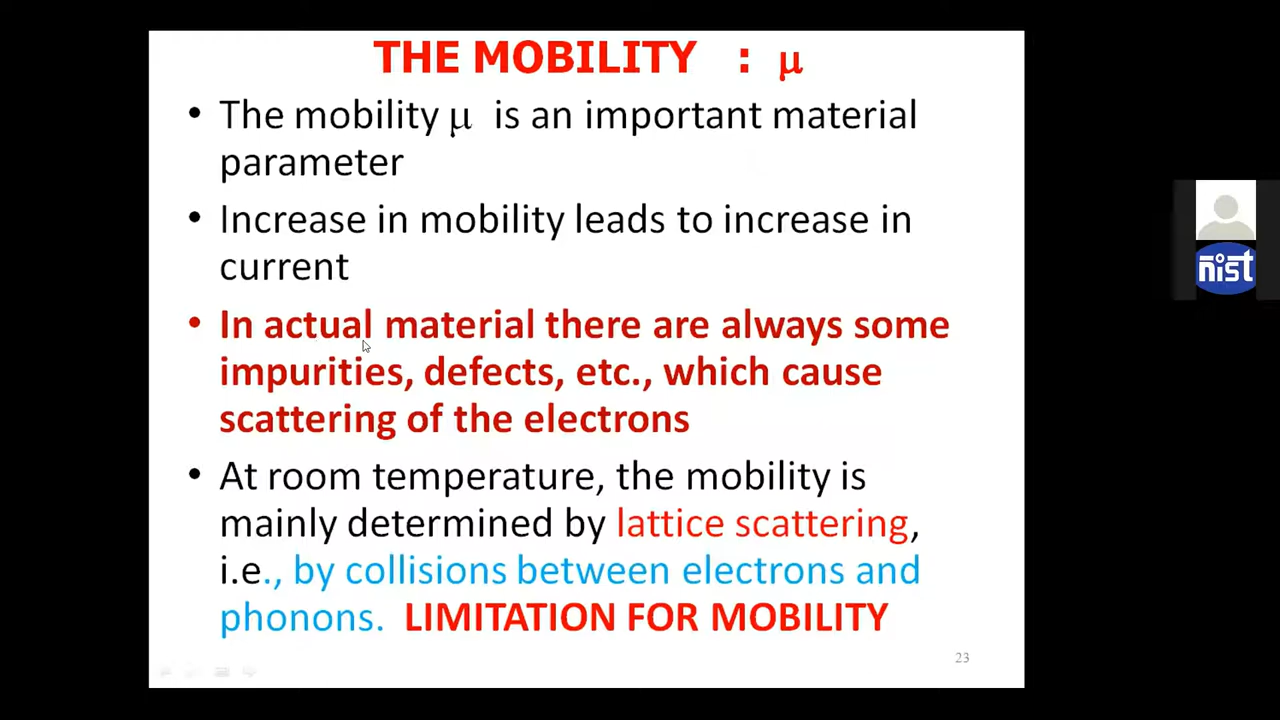 THE MOBILITY : μ
• The mobility μ is an important material
parameter
• Increase in mobility leads to increase in
current
• In actual material there are always some
impurities, defects, etc., which cause
scattering of the electrons
• At room temperature, the mobility is
mainly determined by lattice scattering,
i.e., by collisions between electrons and
phonons. LIMITATION FOR MOBILITY
23
nist